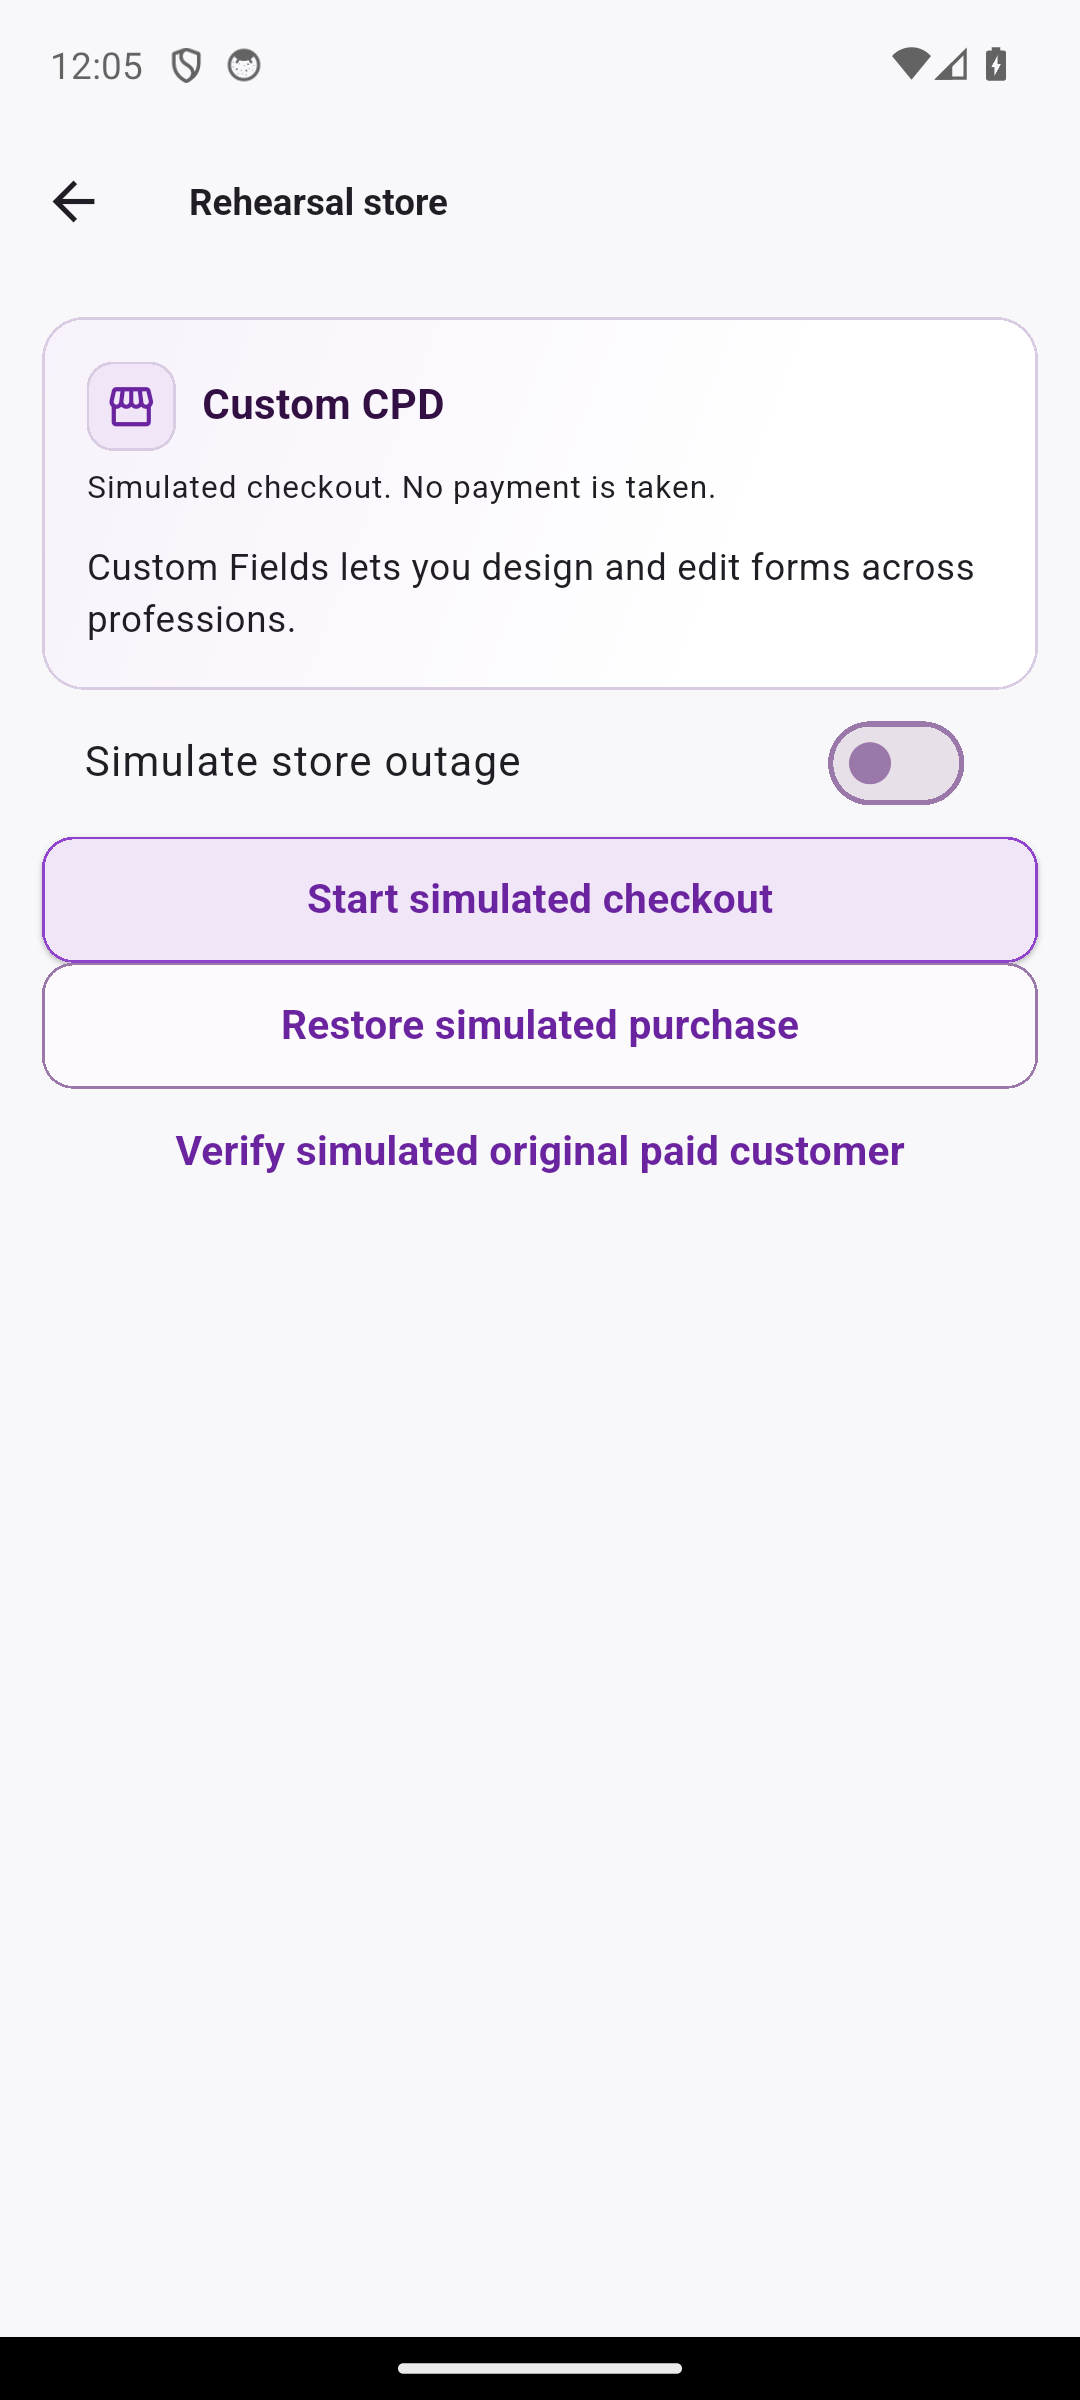 12:05
Rehearsal store
Custom CPD
Simulated checkout. No payment is taken.
Custom Fields lets you design and edit forms across
professions.
Simulate store outage
Start simulated checkout
Restore simulated purchase
Verify simulated original paid customer